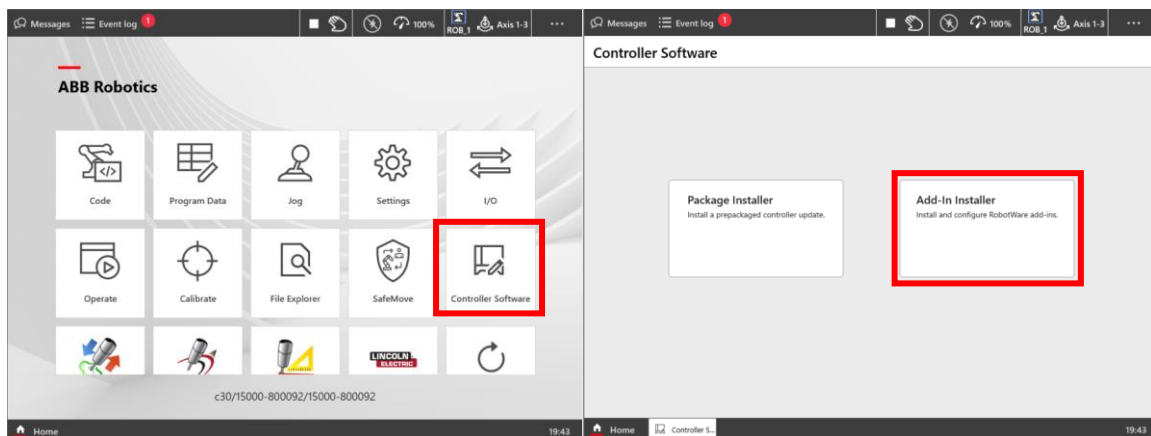 Messages Event log 1 100% ROB_1 Axis 1-3 ...
ABB Robotics
</>
Code Program Data Jog Settings I/O
Operate Calibrate File Explorer SafeMove Controller Software
LINCOLN ELECTRIC
c30/15000-800092/15000-800092
Home 19:43
Messages Event log 1 100% ROB_1 Axis 1-3 ...
Controller Software
Package Installer
Install a prepackaged controller update.
Add-In Installer
Install and configure RobotWare add-ins.
Home Controller S... 19:43